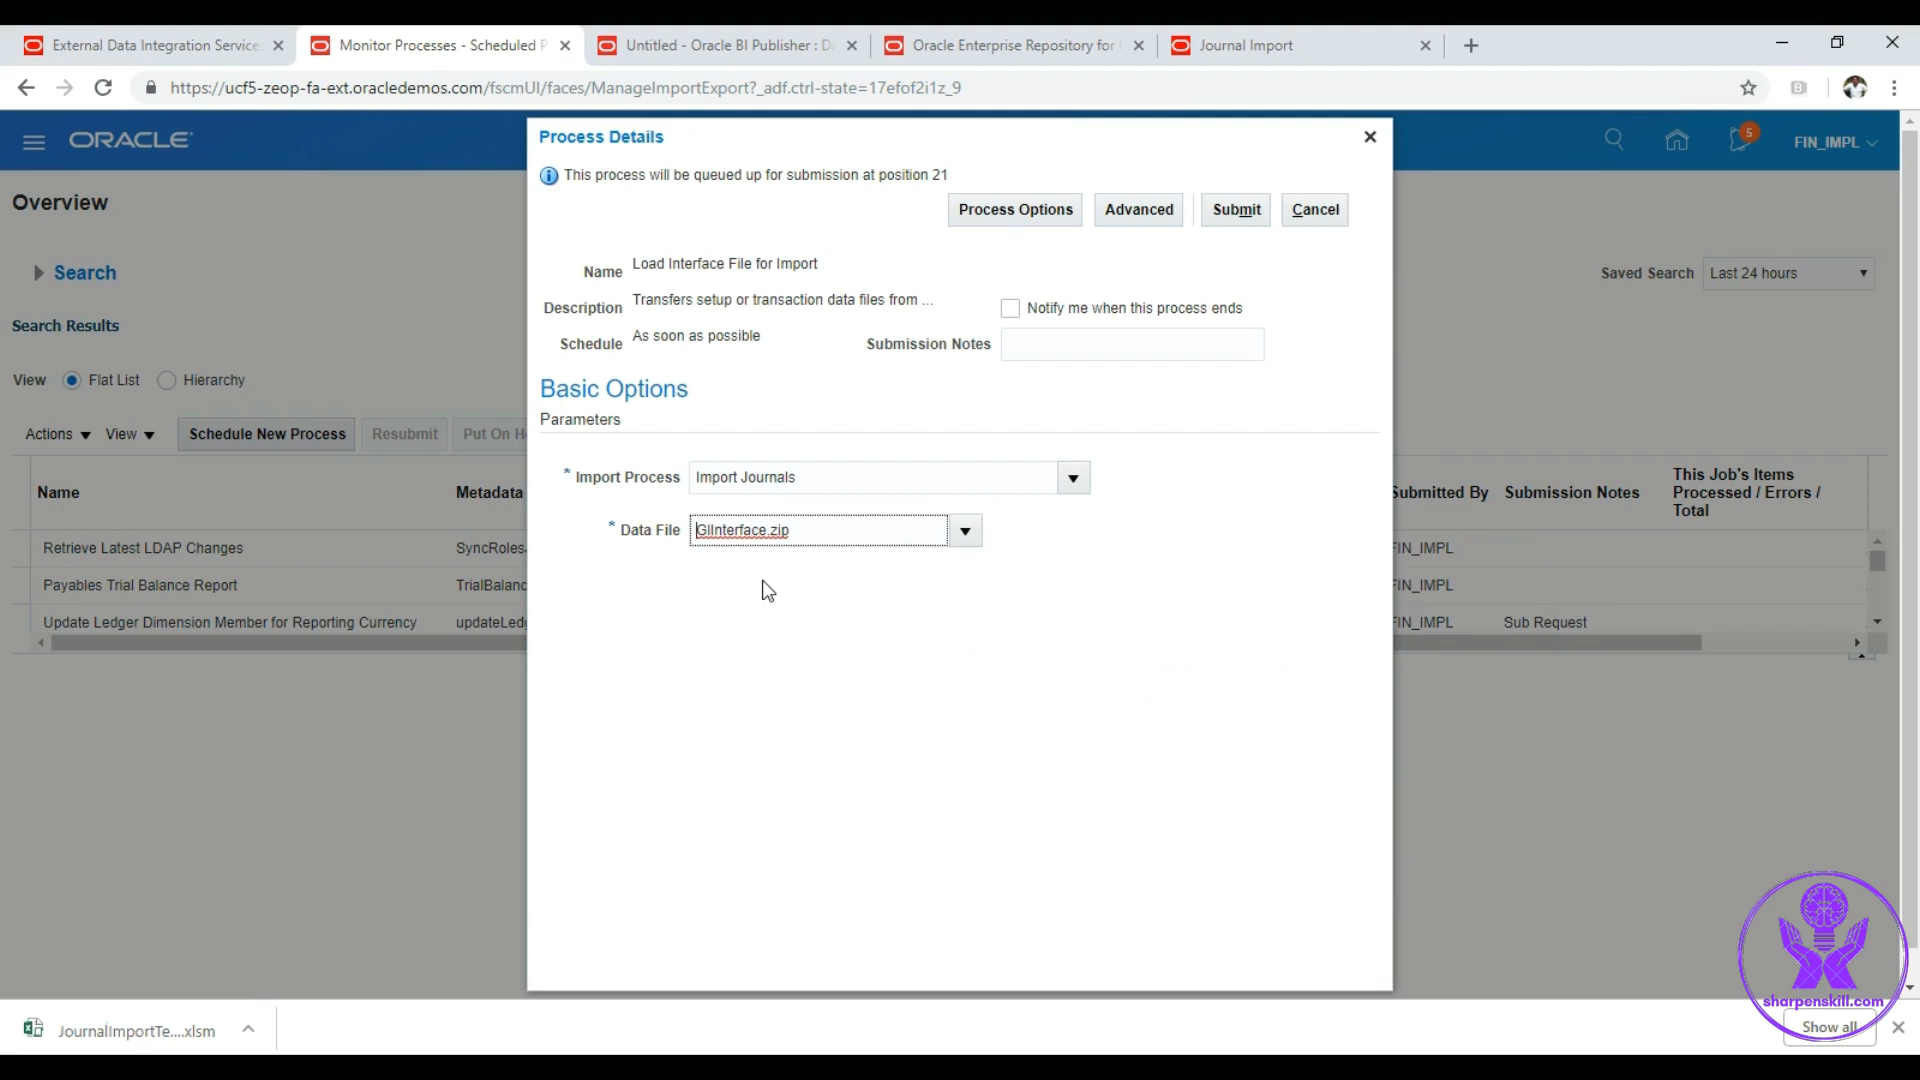 External Data Integration Service
Monitor Processes - Scheduled P
Untitled - Oracle BI Publisher : Da
Oracle Enterprise Repository for
Journal Import
https://ucf5-zeop-fa-ext.oracledemos.com/fscmUI/faces/ManageImportExport?_adf.ctrl-state=17efof2i1z_9
ORACLE
5
FIN_IMPL
Process Details
This process will be queued up for submission at position 21
Process Options
Advanced
Submit
Cancel
Overview
Search
Saved Search Last 24 hours
Search Results
Name Load Interface File for Import
Description Transfers setup or transaction data files from ...
Notify me when this process ends
Schedule As soon as possible
Submission Notes
View Flat List Hierarchy
Basic Options
Parameters
Actions View Schedule New Process Resubmit Put On H
* Import Process Import Journals
* Data File GlInterface.zip
Name Metadata
Submitted By Submission Notes
This Job's Items
Processed / Errors /
Total
Retrieve Latest LDAP Changes SyncRoles. FIN_IMPL
Payables Trial Balance Report TrialBalanc FIN_IMPL
Update Ledger Dimension Member for Reporting Currency updateLedg FIN_IMPL Sub Request
sharpenskill.com
JournalImportTe....xlsm
Show all